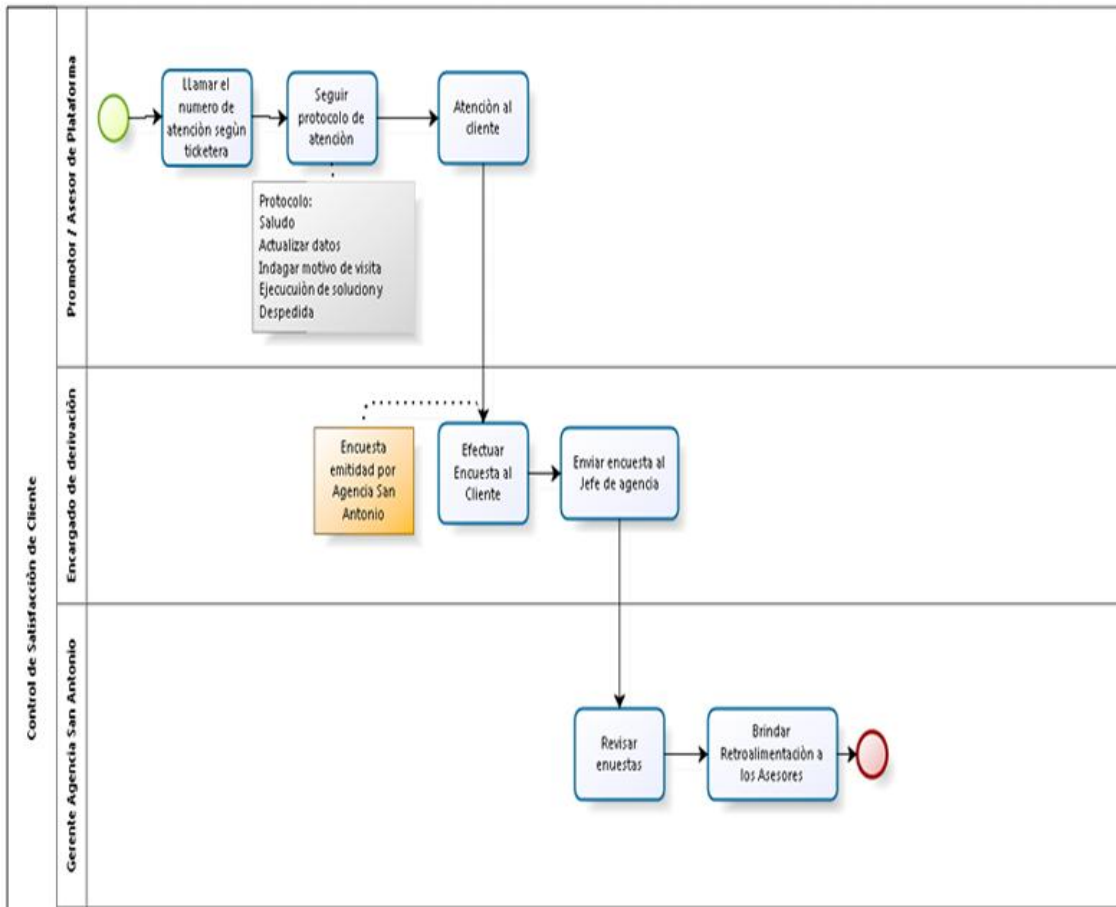 Control de Satisfacción de Cliente
Promotor / Asesor de Plataforma
LLamar el
numero de
atenciòn segùn
ticketera
Seguir
protocolo de
atenciòn
Atenciòn al
cliente
Protocolo:
Saludo
Actualizar datos
Indagar motivo de visita
Ejecucuiòn de solucion y
Despedida
Encargado de derivación
Encuesta
emitidad por
Agencia San
Antonio
Efectuar
Encuesta al
Cliente
Enviar encuesta al
Jefe de agencia
Gerente Agencia San Antonio
Revisar
enuestas
Brindar
Retroalimentaciòn a
los Asesores